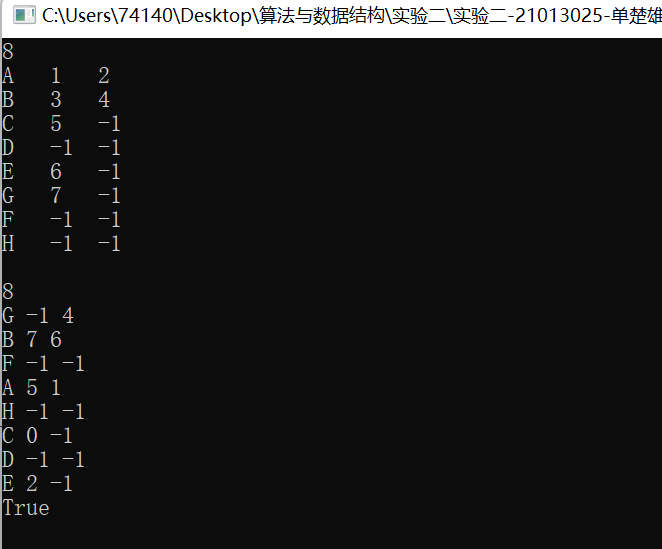 C:\Users\74140\Desktop\算法与数据结构\实验二\实验二-21013025-单楚雄
8
A 1 2
B 3 4
C 5 -1
D -1 -1
E 6 -1
G 7 -1
F -1 -1
H -1 -1
8
G -1 4
B 7 6
F -1 -1
A 5 1
H -1 -1
C 0 -1
D -1 -1
E 2 -1
True